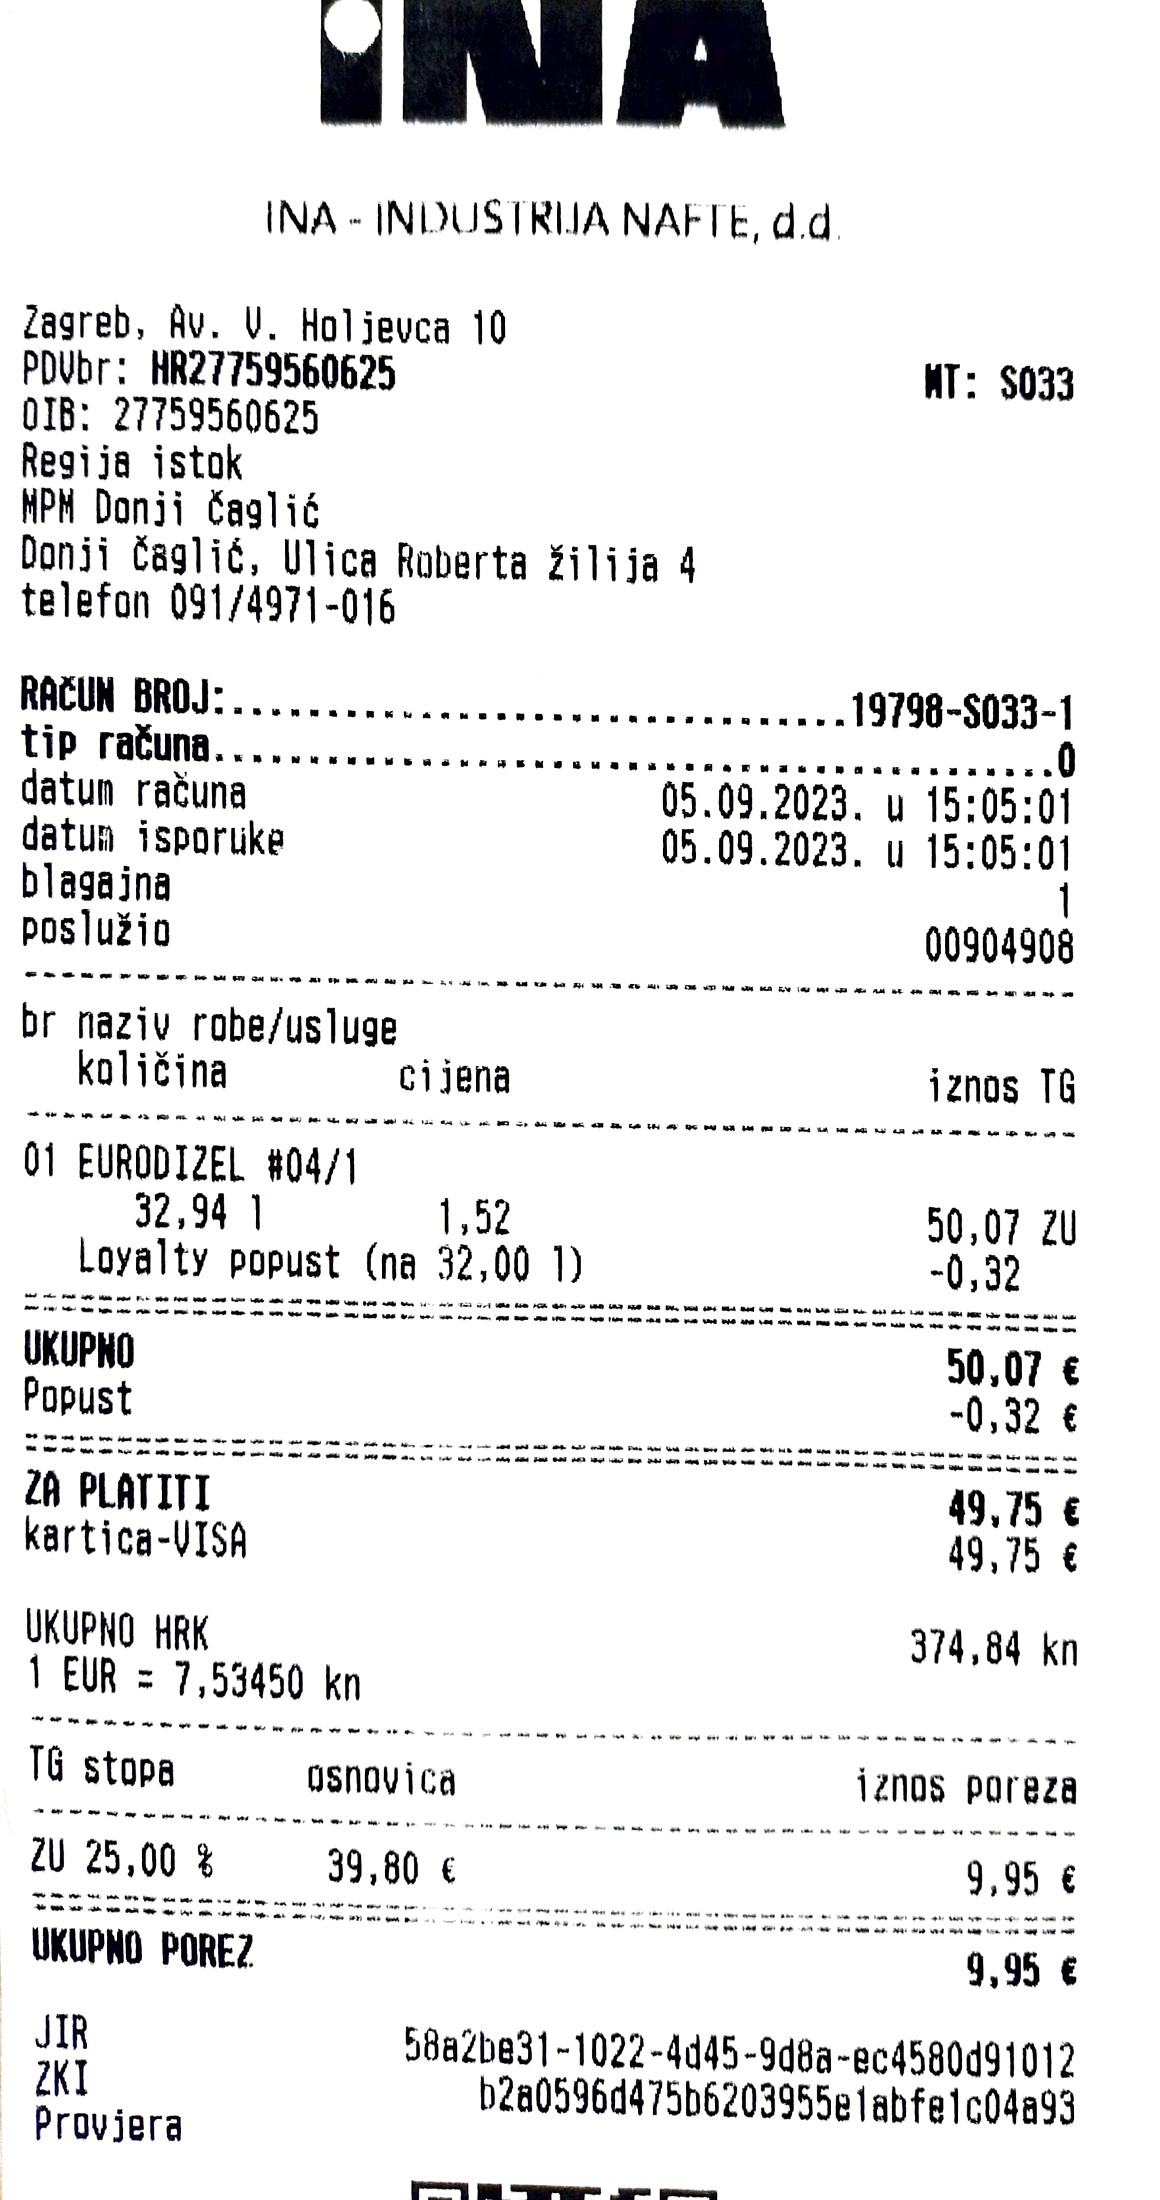 INA
INA - INDUSTRIJA NAFTE, d.d.
Zagreb, Av. V. Holjevca 10
PDVbr: HR27759560625
MT: S033
OIB: 27759560625
Regija istok
MPM Donji Čaglić
Donji Čaglić, Ulica Roberta žilija 4
telefon 091/4971-016
RAČUN BROJ:.................................19798-S033-1
tip računa.............................................0
datum računa 05.09.2023. u 15:05:01
datum isporuke 05.09.2023. u 15:05:01
blagajna 1
poslužio 00904908
br naziv robe/usluge
količina cijena iznos TG
01 EURODIZEL #04/1
32,94 l 1,52 50,07 ZU
Loyalty popust (na 32,00 l) -0,32
UKUPNO 50,07 €
Popust -0,32 €
ZA PLATITI 49,75 €
kartica-VISA 49,75 €
UKUPNO HRK 374,84 kn
1 EUR = 7,53450 kn
TG stopa osnovica iznos poreza
ZU 25,00 % 39,80 € 9,95 €
UKUPNO POREZ 9,95 €
JIR 58a2be31-1022-4d45-9d8a-ec4580d91012
ZKI b2a0596d475b6203955e1abfe1c04a93
Provjera